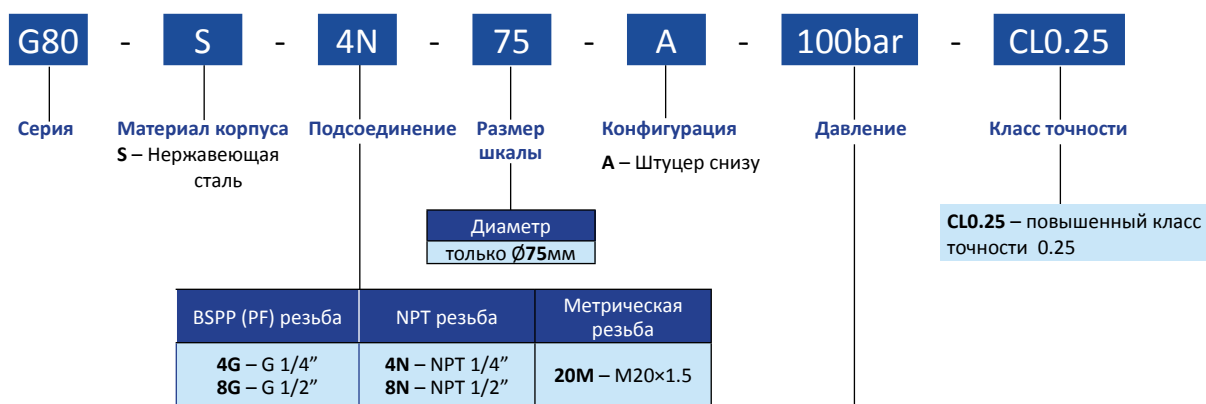 G80 - S - 4N - 75 - A - 100bar - CL0.25
Серия
Материал корпуса
S – Нержавеющая
сталь
Подсоединение
Размер
шкалы
Конфигурация
A – Штуцер снизу
Давление
Класс точности
Диаметр
только Ø75мм
CL0.25 – повышенный класс
точности 0.25
BSPP (PF) резьба
NPT резьба
Метрическая
резьба
4G – G 1/4”
8G – G 1/2”
4N – NPT 1/4”
8N – NPT 1/2”
20M – M20×1.5